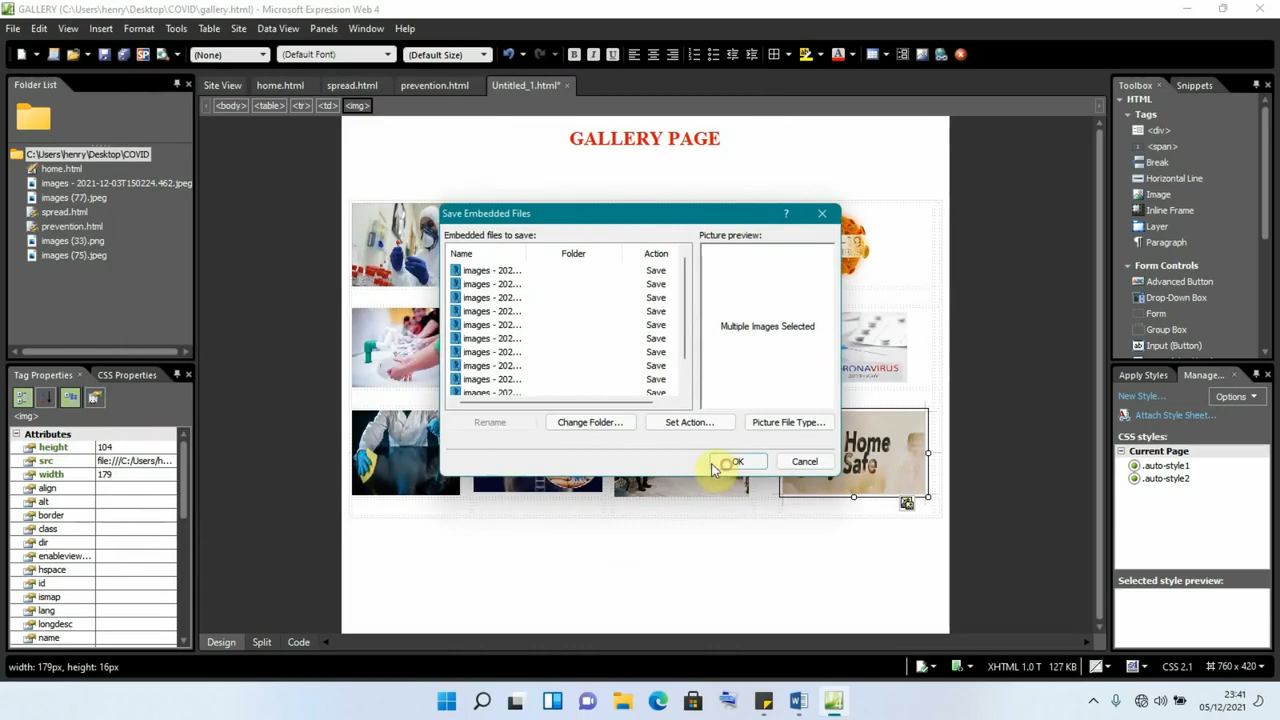 GALLERY (C:\Users\henry\Desktop\COVID\gallery.html) - Microsoft Expression Web 4
File Edit View Insert Format Tools Table Site Data View Panels Window Help
(None) (Default Font) (Default Size) B I U A
Folder List
Site View home.html spread.html prevention.html Untitled_1.html*
Toolbox Snippets
<body> <table> <tr> <td> <img>
HTML
Tags
<div>
<span>
Break
Horizontal Line
Image
Inline Frame
Layer
Paragraph
Form Controls
Advanced Button
Drop-Down Box
Form
Group Box
Input (Button)
C:\Users\henry\Desktop\COVID
home.html
images - 2021-12-03T150224.462.jpeg
images (77).jpeg
spread.html
prevention.html
images (33).png
images (75).jpeg
GALLERY PAGE
Save Embedded Files ?
Embedded files to save: Picture preview:
Name Folder Action
images - 202... Save
images - 202... Save
images - 202... Save
images - 202... Save
images - 202... Save
images - 202... Save
images - 202... Save
images - 202... Save
images - 202... Save
images - 202... Save
Multiple Images Selected
Rename Change Folder... Set Action... Picture File Type...
OK Cancel
RONAVIRUS
Home
Safe
Tag Properties CSS Properties
<img>
Attributes
height 104
src file:///C:/Users/h...
width 179
align
alt
border
class
dir
enableview...
hspace
id
ismap
lang
longdesc
name
Apply Styles Manage...
New Style... Options
Attach Style Sheet...
CSS styles:
Current Page
.auto-style1
.auto-style2
Selected style preview:
Design Split Code
width: 179px, height: 16px
XHTML 1.0 T 127 KB CSS 2.1 760 x 420
23:41
05/12/2021